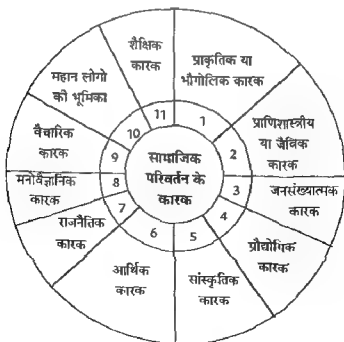 सामाजिक
परिवर्तन के
कारक
1
प्राकृतिक या
भौगोलिक कारक
2
प्राणिशास्त्रीय
या जैविक
कारक
3
जनसंख्यात्मक
कारक
4
प्रौद्योगिक
कारक
5
सांस्कृतिक
कारक
6
आर्थिक
कारक
7
राजनैतिक
कारक
8
मनोवैज्ञानिक
कारक
9
वैचारिक
कारक
10
महान लोगो
की भूमिका
11
शैक्षिक
कारक